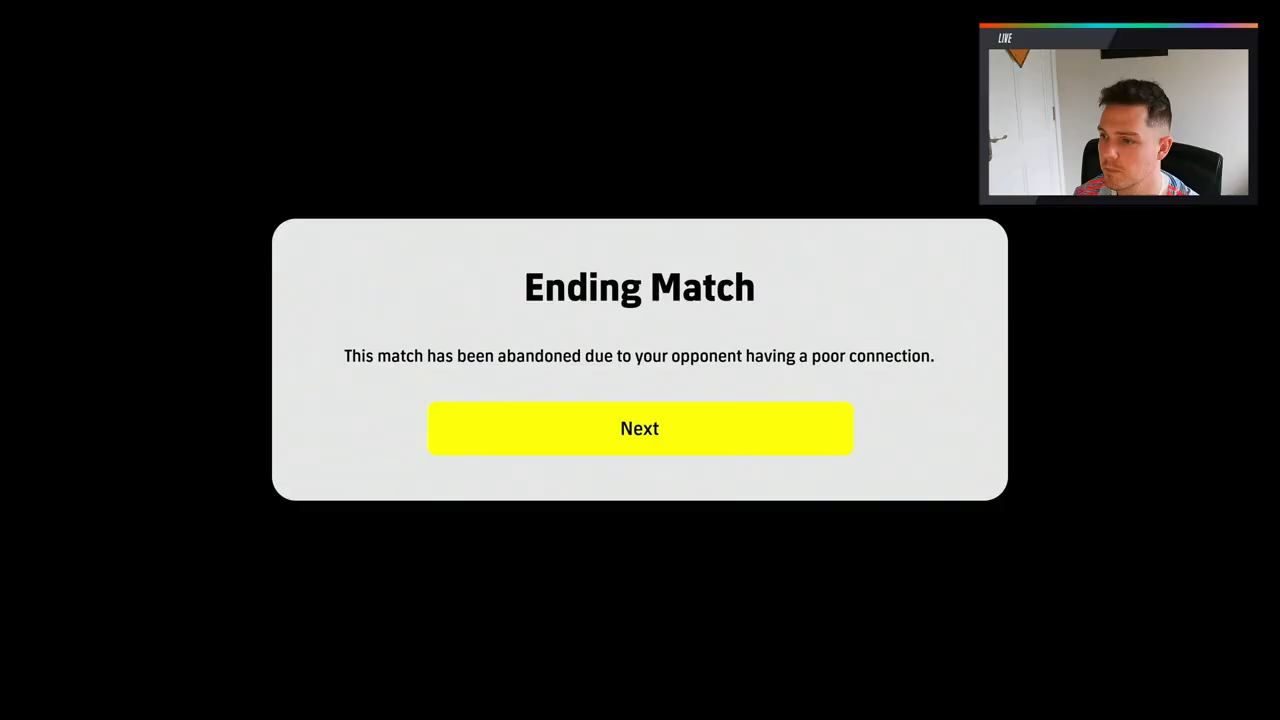 LIVE
Ending Match
This match has been abandoned due to your opponent having a poor connection.
Next